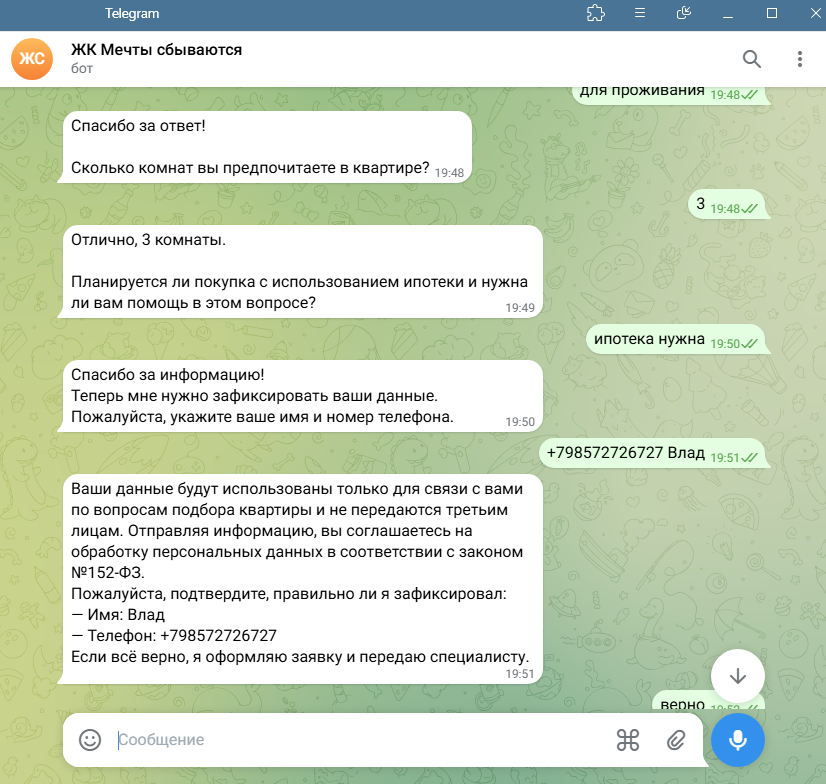 Telegram
ЖС
ЖК Мечты сбываются
бот
для проживания 19:48
Спасибо за ответ!
Сколько комнат вы предпочитаете в квартире? 19:48
3 19:48
Отлично, 3 комнаты.
Планируется ли покупка с использованием ипотеки и нужна
ли вам помощь в этом вопросе? 19:49
ипотека нужна 19:50
Спасибо за информацию!
Теперь мне нужно зафиксировать ваши данные.
Пожалуйста, укажите ваше имя и номер телефона. 19:50
+798572726727 Влад 19:51
Ваши данные будут использованы только для связи с вами
по вопросам подбора квартиры и не передаются третьим
лицам. Отправляя информацию, вы соглашаетесь на
обработку персональных данных в соответствии с законом
№152-ФЗ.
Пожалуйста, подтвердите, правильно ли я зафиксировал:
— Имя: Влад
— Телефон: +798572726727
Если всё верно, я оформляю заявку и передаю специалисту.
19:51
верно
Сообщение